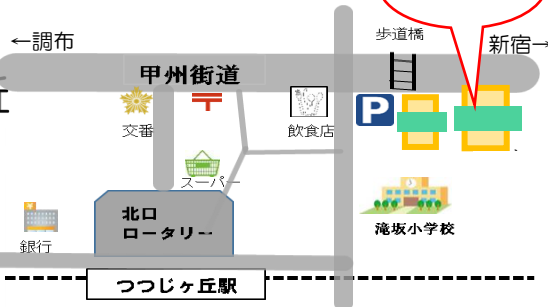 ←調布
歩道橋
新宿→
甲州街道
P
交番
飲食店
スーパー
北口
ロータリー
滝坂小学校
銀行
つつじヶ丘駅